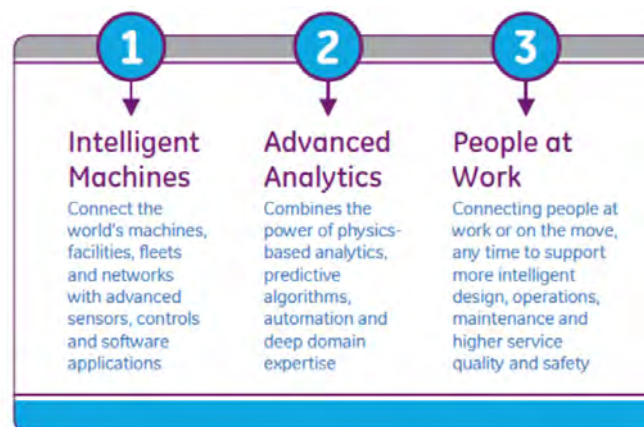 1
2
3
Intelligent
Machines
Connect the
world's machines,
facilities, fleets
and networks
with advanced
sensors, controls
and software
applications
Advanced
Analytics
Combines the
power of physics-
based analytics,
predictive
algorithms,
automation and
deep domain
expertise
People at
Work
Connecting people at
work or on the move,
any time to support
more intelligent
design, operations,
maintenance and
higher service
quality and safety